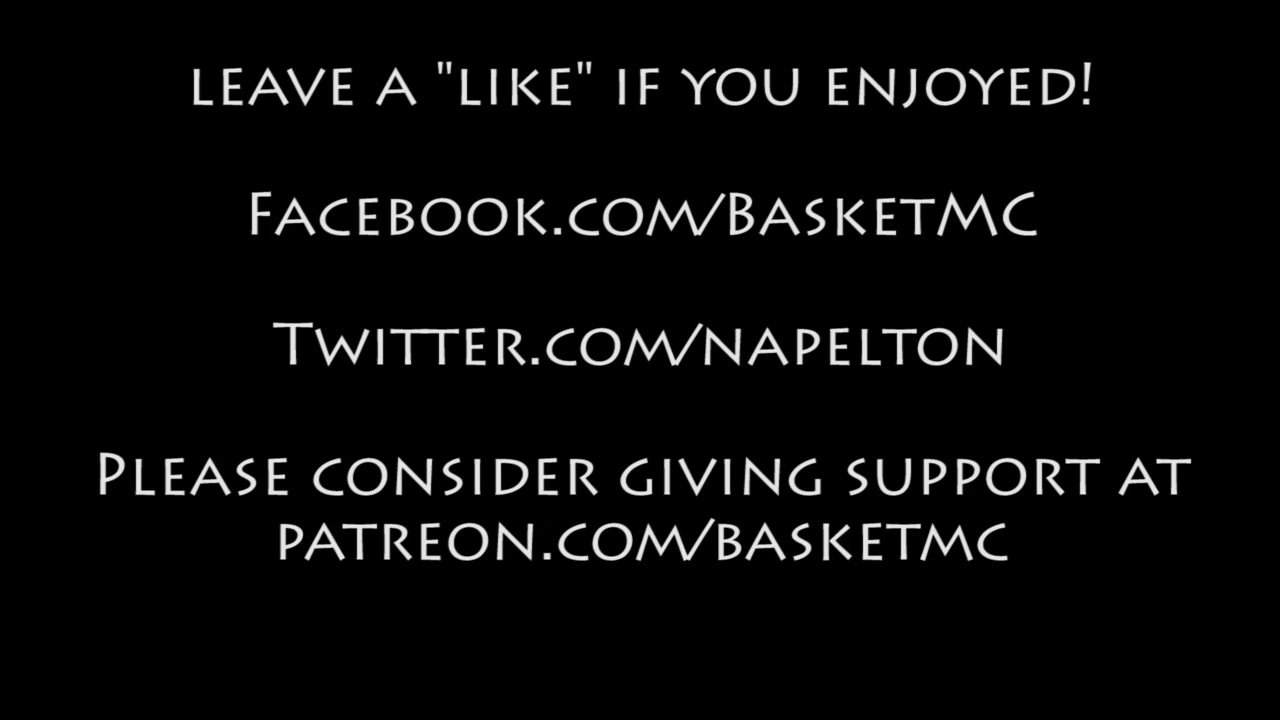 leave a "like" if you enjoyed!
Facebook.com/BasketMC
Twitter.com/napelton
Please consider giving support at
patreon.com/basketmc